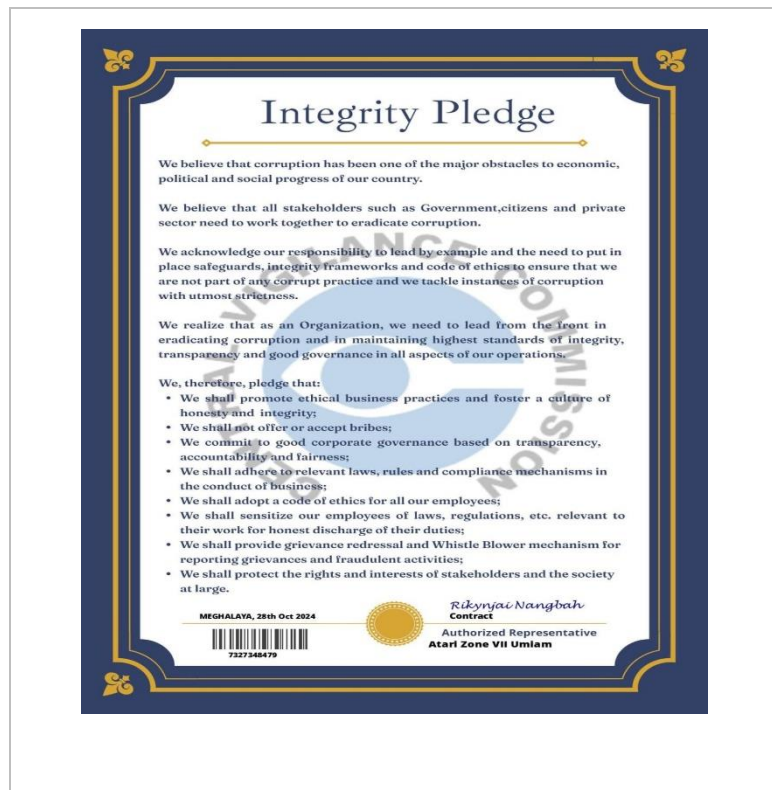 Integrity Pledge
We believe that corruption has been one of the major obstacles to economic,
political and social progress of our country.
We believe that all stakeholders such as Government,citizens and private
sector need to work together to eradicate corruption.
We acknowledge our responsibility to lead by example and the need to put in
place safeguards, integrity frameworks and code of ethics to ensure that we
are not part of any corrupt practice and we tackle instances of corruption
with utmost strictness.
We realize that as an Organization, we need to lead from the front in
eradicating corruption and in maintaining highest standards of integrity,
transparency and good governance in all aspects of our operations.
We, therefore, pledge that:
• We shall promote ethical business practices and foster a culture of
honesty and integrity;
• We shall not offer or accept bribes;
• We commit to good corporate governance based on transparency,
accountability and fairness;
• We shall adhere to relevant laws, rules and compliance mechanisms in
the conduct of business;
• We shall adopt a code of ethics for all our employees;
• We shall sensitize our employees of laws, regulations, etc. relevant to
their work for honest discharge of their duties;
• We shall provide grievance redressal and Whistle Blower mechanism for
reporting grievances and fraudulent activities;
• We shall protect the rights and interests of stakeholders and the society
at large.
CENTRAL VIGILANCE COMMISSION
Rikynjai Nangbah
MEGHALAYA, 28th Oct 2024
Contract
Authorized Representative
Atari Zone VII Umiam
7327348479